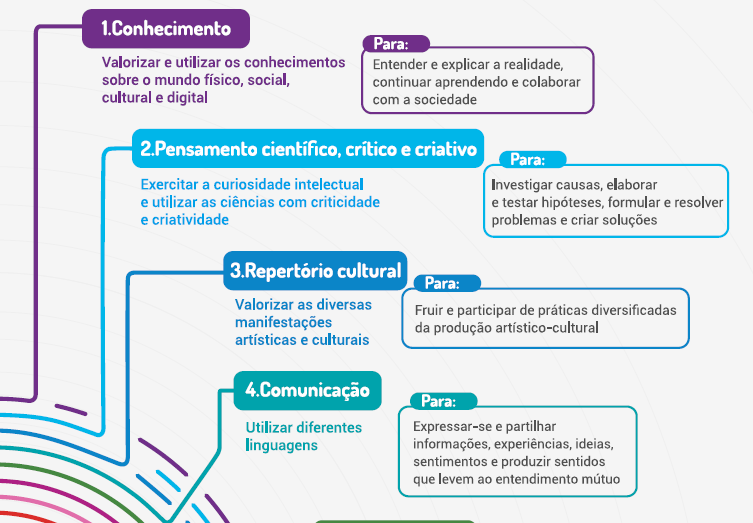 1.Conhecimento
Valorizar e utilizar os conhecimentos
sobre o mundo físico, social,
cultural e digital
Para:
Entender e explicar a realidade,
continuar aprendendo e colaborar
com a sociedade
2.Pensamento científico, crítico e criativo
Exercitar a curiosidade intelectual
e utilizar as ciências com criticidade
e criatividade
Para:
Investigar causas, elaborar
e testar hipóteses, formular e resolver
problemas e criar soluções
3.Repertório cultural
Valorizar as diversas
manifestações
artísticas e culturais
Para:
Fruir e participar de práticas diversificadas
da produção artístico-cultural
4.Comunicação
Utilizar diferentes
linguagens
Para:
Expressar-se e partilhar
informações, experiências, ideias,
sentimentos e produzir sentidos
que levem ao entendimento mútuo